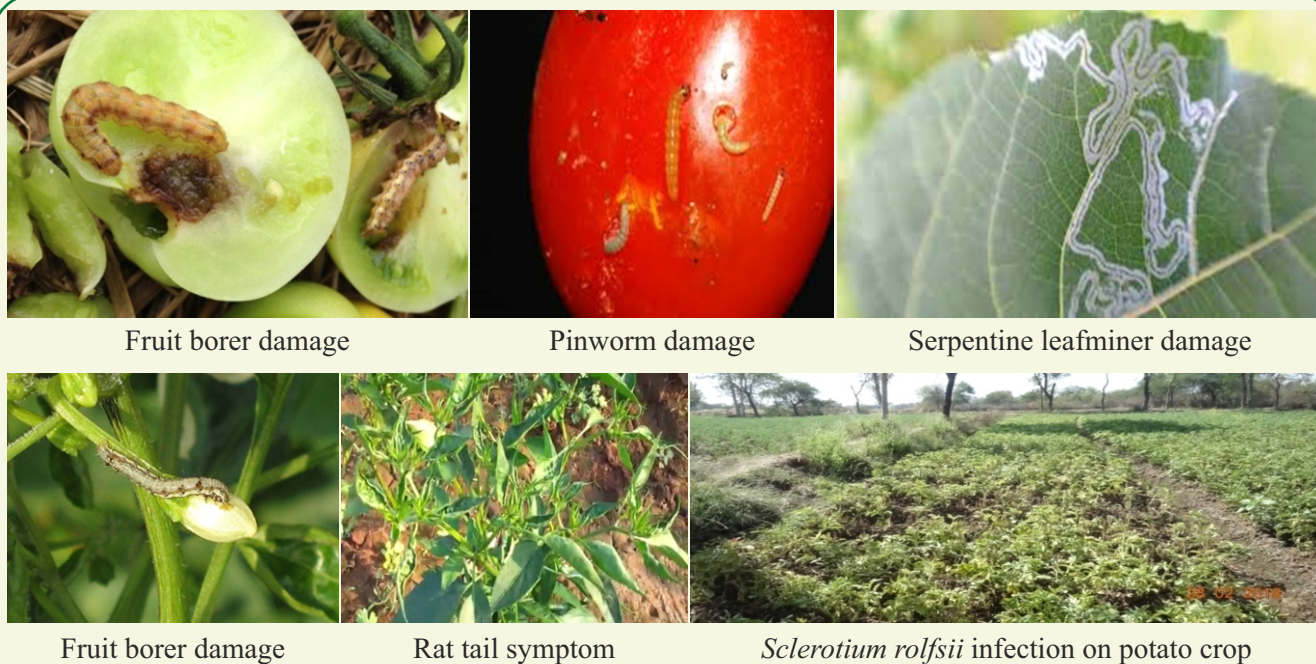 Fruit borer damage
Pinworm damage
Serpentine leafminer damage
Fruit borer damage
Rat tail symptom
Sclerotium rolfsii infection on potato crop